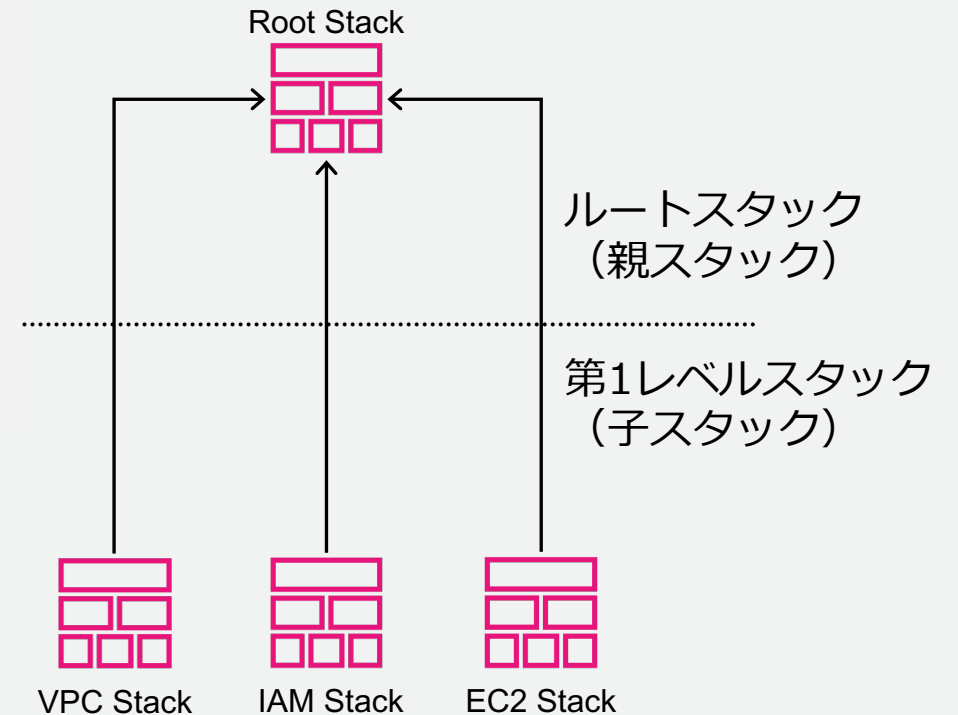 Root Stack
ルートスタック
（親スタック）
第1レベルスタック
（子スタック）
VPC Stack
IAM Stack
EC2 Stack